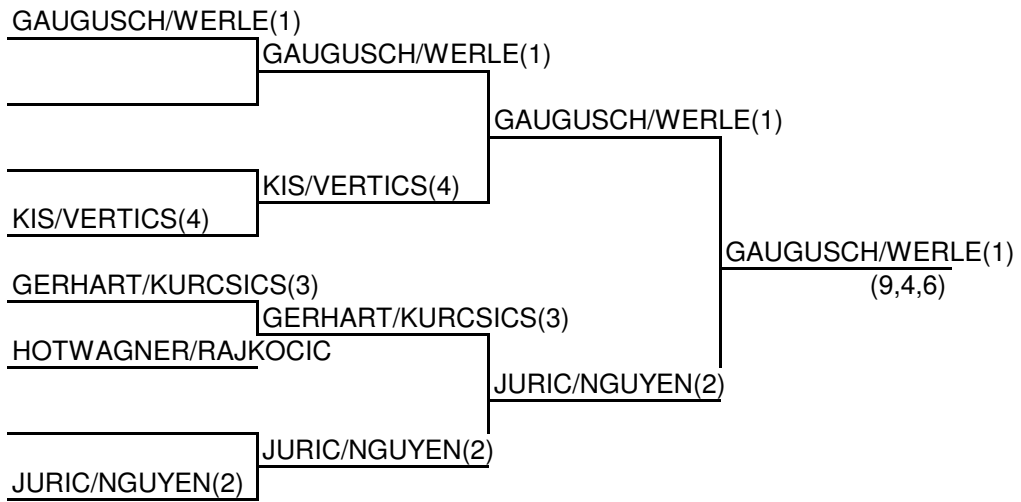 GAUGUSCH/WERLE(1)
GAUGUSCH/WERLE(1)
GAUGUSCH/WERLE(1)
KIS/VERTICS(4)
KIS/VERTICS(4)
GAUGUSCH/WERLE(1)
GERHART/KURCSICS(3)
(9,4,6)
GERHART/KURCSICS(3)
HOTWAGNER/RAJKOCIC
JURIC/NGUYEN(2)
JURIC/NGUYEN(2)
JURIC/NGUYEN(2)